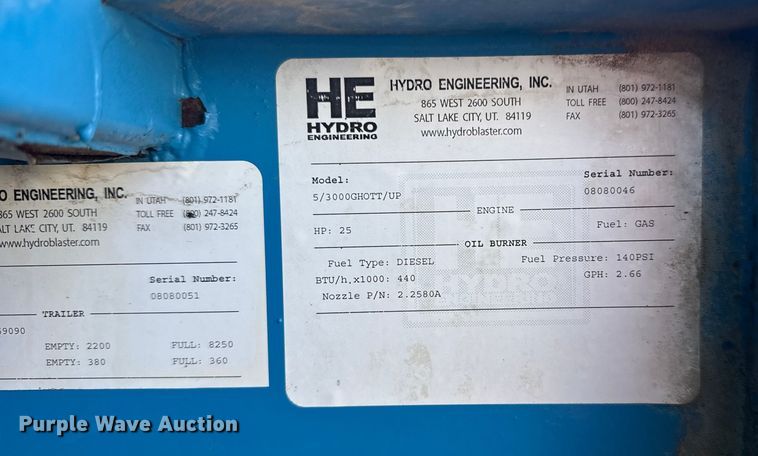 HE
HYDRO
ENGINEERING
HYDRO ENGINEERING, INC.
865 WEST 2600 SOUTH
SALT LAKE CITY, UT. 84119
www.hydroblaster.com
IN UTAH (801) 972-1181
TOLL FREE (800) 247-8424
FAX (801) 972-3265
Model: Serial Number:
5/3000GHOTT/UP 08080046
ENGINE
HP: 25 Fuel: GAS
OIL BURNER
Fuel Type: DIESEL Fuel Pressure: 140PSI
BTU/h,x1000: 440 GPH: 2.66
Nozzle P/N: 2.2580A
HYDRO
ENGINEERING
RO ENGINEERING, INC.
865 WEST 2600 SOUTH
ALT LAKE CITY, UT. 84119
www.hydroblaster.com
IN UTAH (801) 972-1181
TOLL FREE (800) 247-8424
FAX (801) 972-3265
Serial Number:
08080051
TRAILER
69090
EMPTY: 2200 FULL: 8250
EMPTY: 380 FULL: 360
Purple Wave Auction